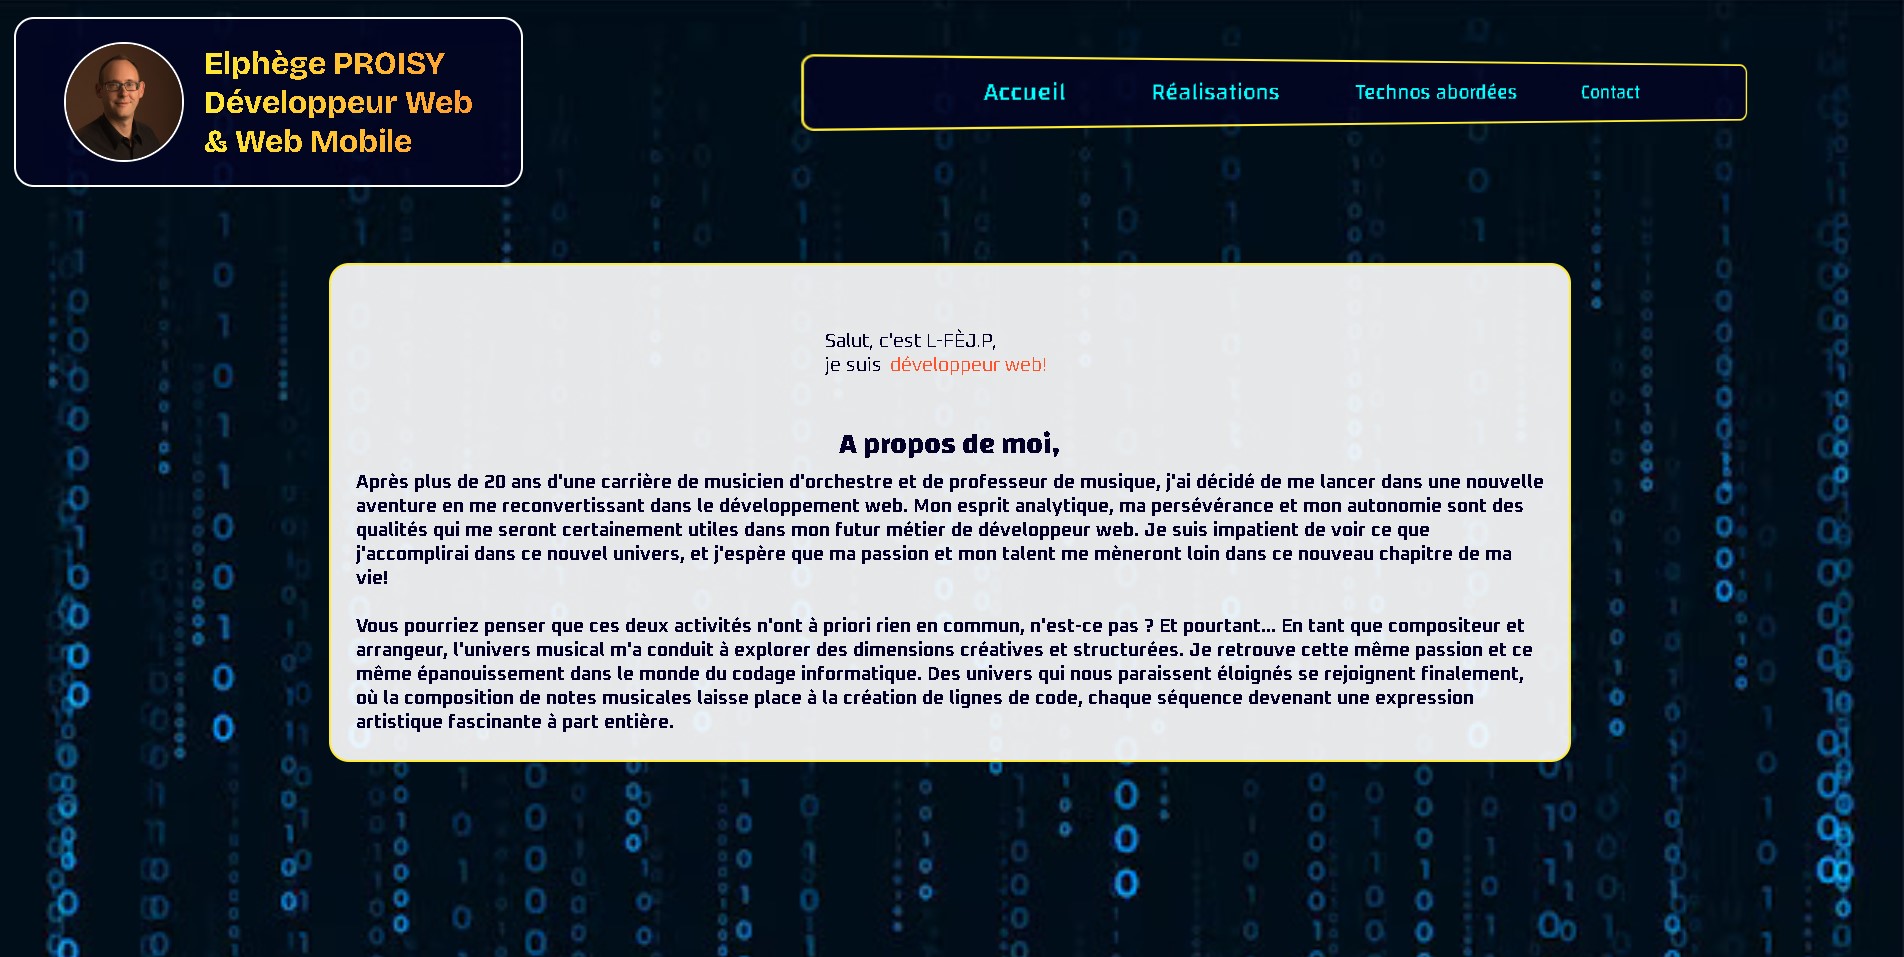 Elphège PROISY
Développeur Web
& Web Mobile
Accueil
Réalisations
Technos abordées
Contact
Salut, c'est L-FÈJ.P,
je suis développeur web!
A propos de moi,
Après plus de 20 ans d'une carrière de musicien d'orchestre et de professeur de musique, j'ai décidé de me lancer dans une nouvelle
aventure en me reconvertissant dans le développement web. Mon esprit analytique, ma persévérance et mon autonomie sont des
qualités qui me seront certainement utiles dans mon futur métier de développeur web. Je suis impatient de voir ce que
j'accomplirai dans ce nouvel univers, et j'espère que ma passion et mon talent me mèneront loin dans ce nouveau chapitre de ma
vie!
Vous pourriez penser que ces deux activités n'ont à priori rien en commun, n'est-ce pas ? Et pourtant... En tant que compositeur et
arrangeur, l'univers musical m'a conduit à explorer des dimensions créatives et structurées. Je retrouve cette même passion et ce
même épanouissement dans le monde du codage informatique. Des univers qui nous paraissent éloignés se rejoignent finalement,
où la composition de notes musicales laisse place à la création de lignes de code, chaque séquence devenant une expression
artistique fascinante à part entière.